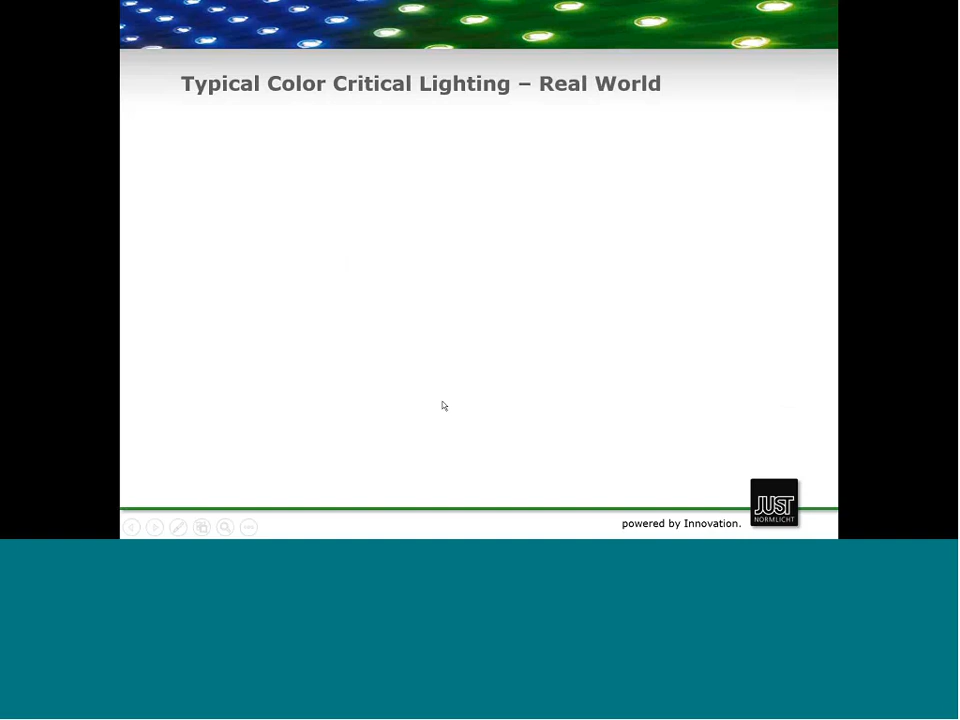 Typical Color Critical Lighting – Real World
powered by Innovation.
JUST
NORMLICHT